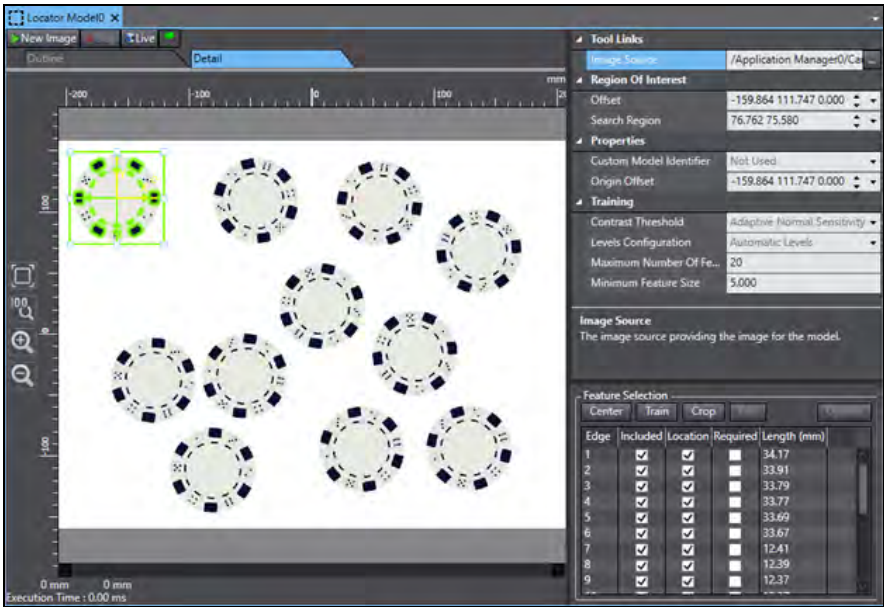 Locator Model0 X
New Image Live
Outline Detail
mm
-200 -100 0
100
0
-100
100
0 mm 0 mm
Execution Time : 0.00 ms
Tool Links
Image Source /Application Manager0/Ca
Region Of Interest
Offset -159.864 111.747 0.000
Search Region 76.762 75.580
Properties
Custom Model Identifier Not Used
Origin Offset -159.864 111.747 0.000
Training
Contrast Threshold Adaptive Normal Sensitivity
Levels Configuration Automatic Levels
Maximum Number Of Fe... 20
Minimum Feature Size 5.000
Image Source
The image source providing the image for the model.
Feature Selection
Center Train Crop
Edge Included Location Required Length (mm)
1 34.17
2 33.91
3 33.79
4 33.77
5 33.69
6 33.67
7 12.41
8 12.39
9 12.37